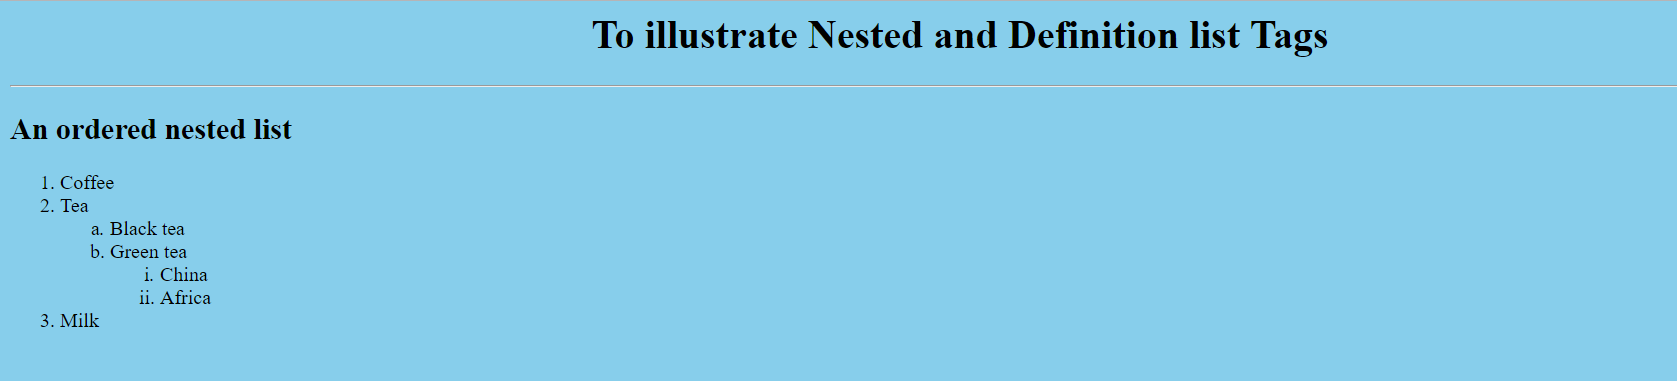 To illustrate Nested and Definition list Tags
An ordered nested list
1. Coffee
2. Tea
a. Black tea
b. Green tea
i. China
ii. Africa
3. Milk